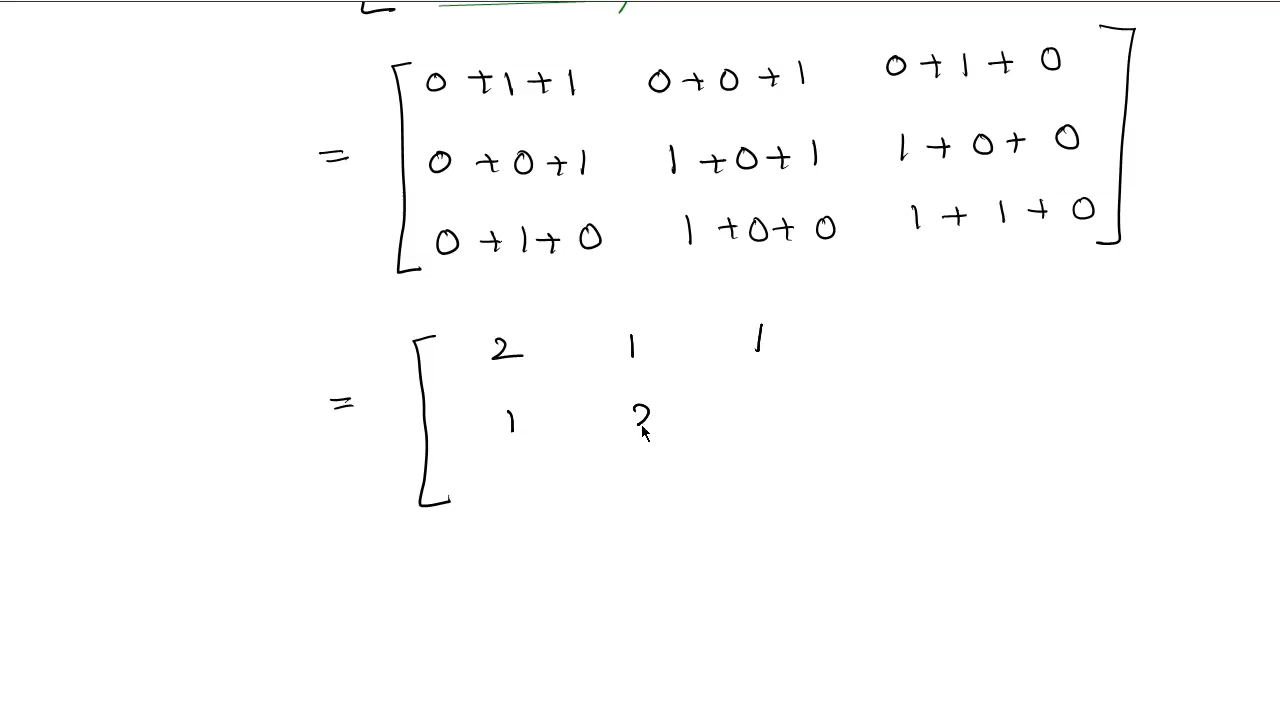 0 + 1 + 1 0 + 0 + 1 0 + 1 + 0
= 0 + 0 + 1 1 + 0 + 1 1 + 0 + 0
0 + 1 + 0 1 + 0 + 0 1 + 1 + 0
2 1 1
= 1 2